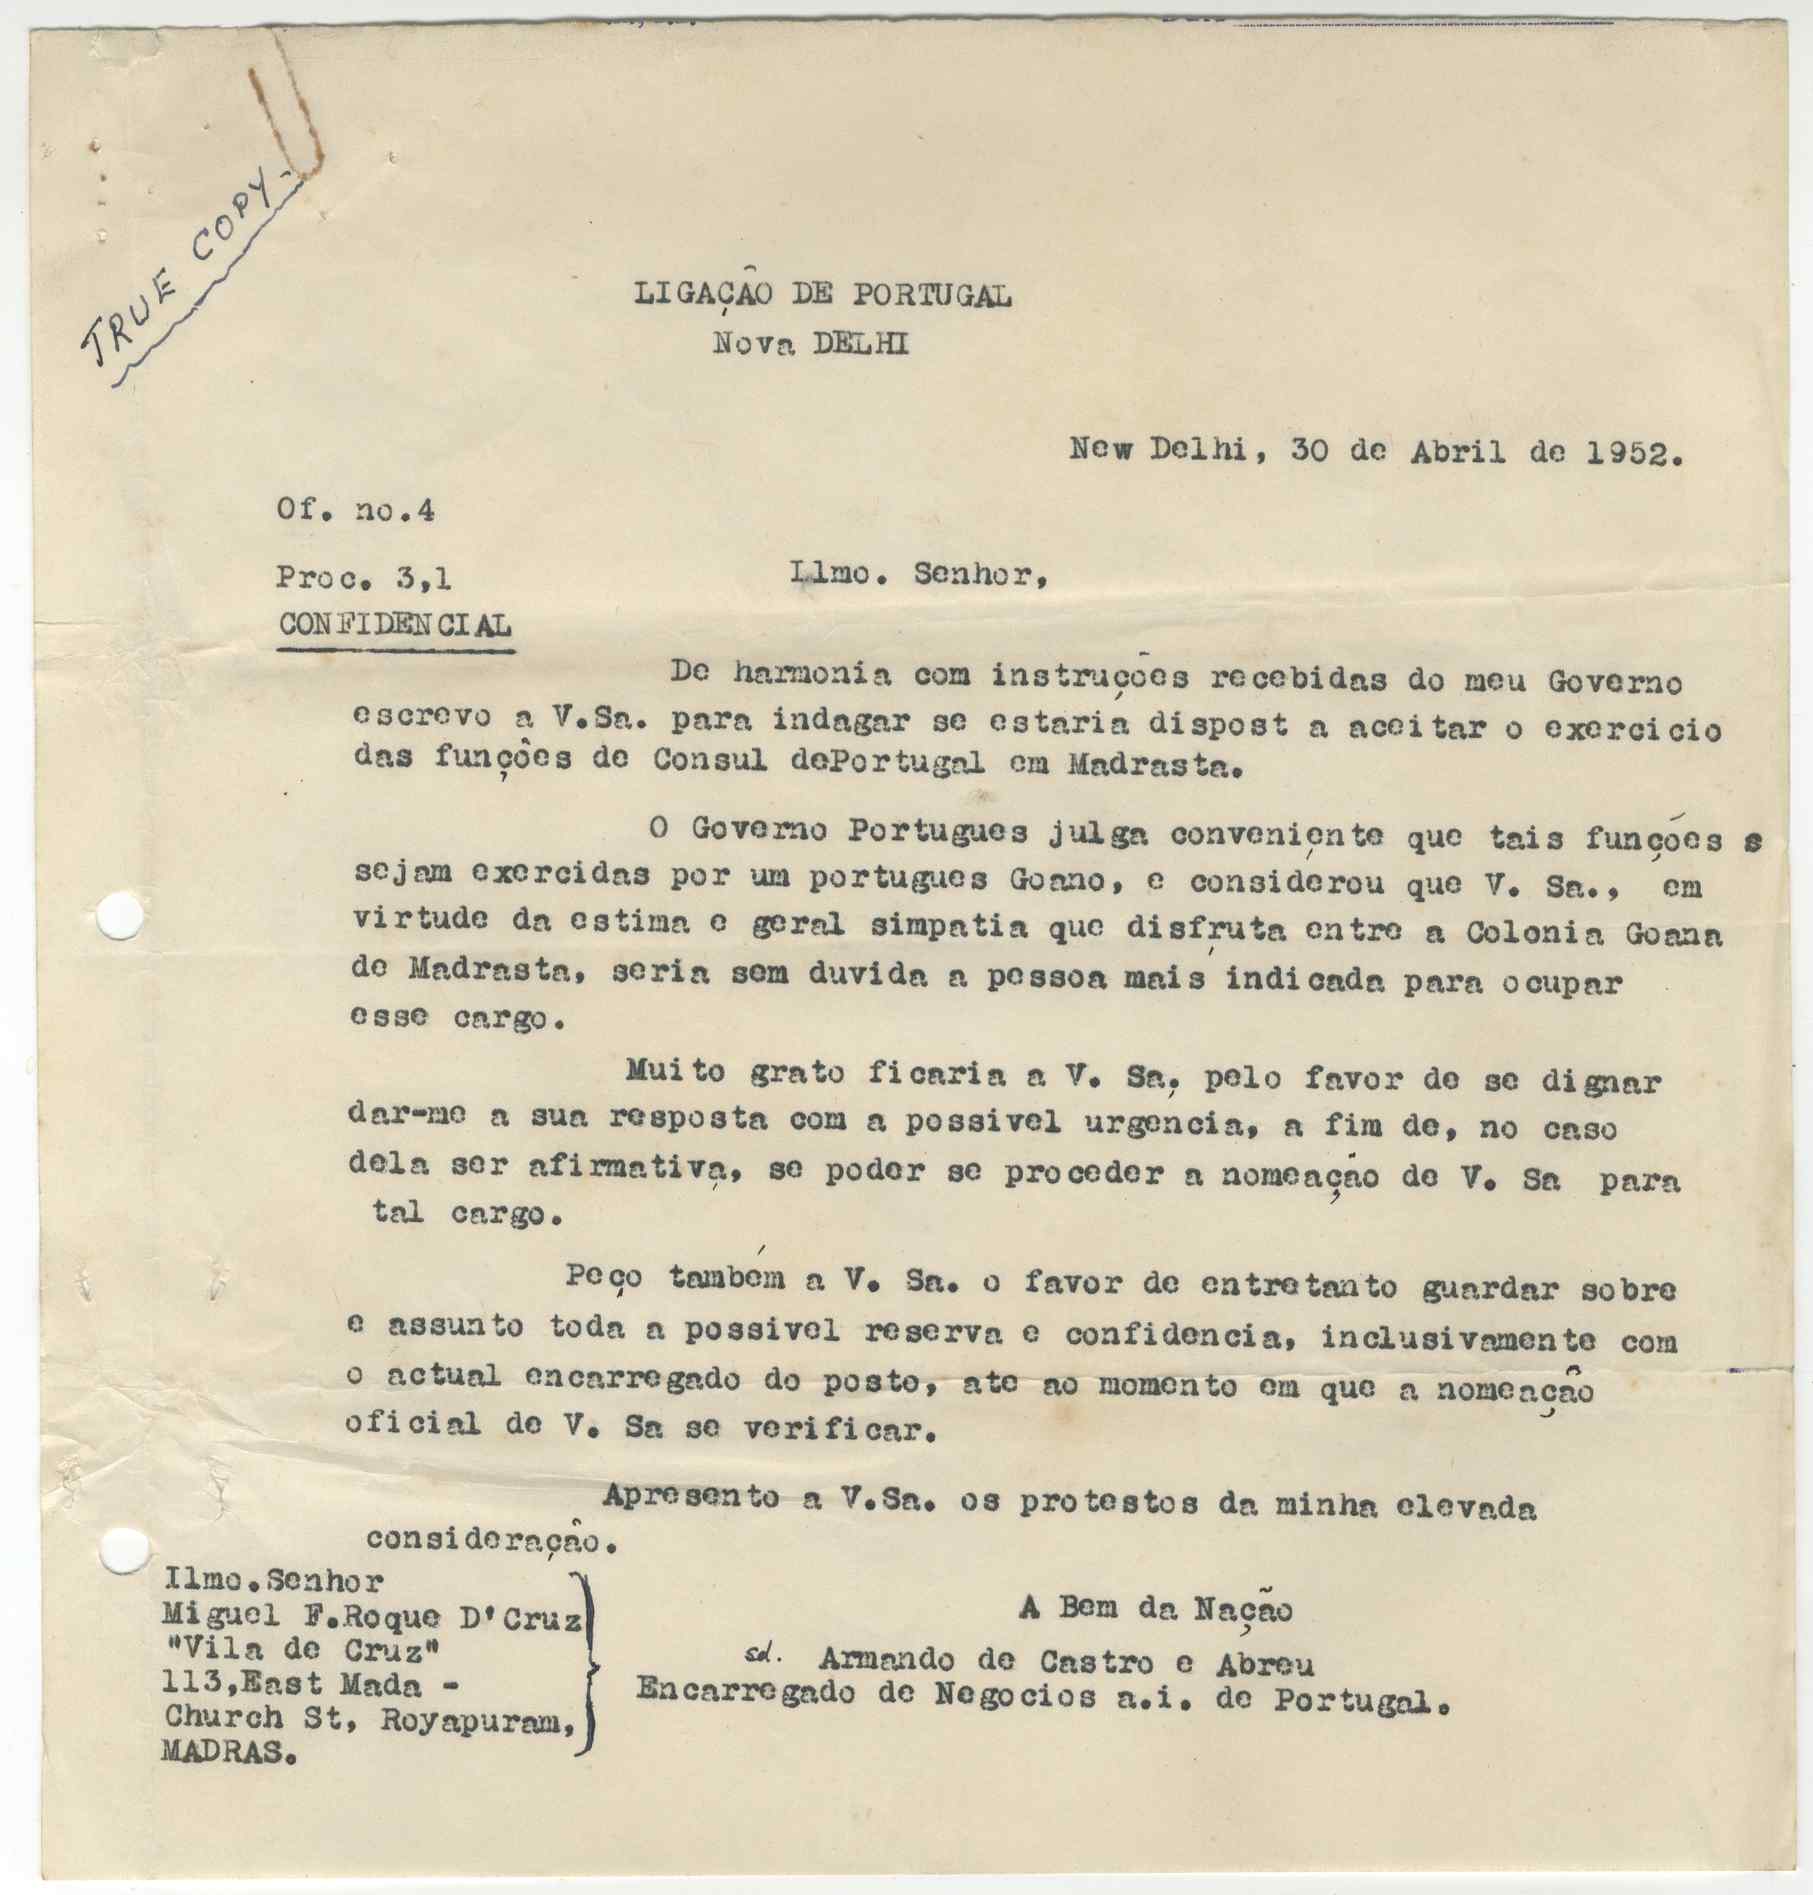 TRUE COPY.
LIGAÇÂO DE PORTUGAL
Nova DELHI
New Delhi, 30 de Abril de 1952.
Of. no.4
Proc. 3,1
Ilmo. Senhor,
CONFIDENCIAL
De harmonia com instruções recebidas do meu Governo
escrevo a V.Sa. para indagar se estaria dispost a aceitar o exercicio
das funçôes de Consul dePortugal em Madrasta.
O Governo Portugues julga conveniente que tais funções s
sejam exercidas por um portugues Goano, e considerou que V. Sa., em
virtude da estima e geral simpatia que disfruta entre a Colonia Goana
de Madrasta, seria sem duvida a pessoa mais indicada para ocupar
esse cargo.
Muito grato ficaria a V. Sa. pelo favor de se dignar
dar-me a sua resposta com a possivel urgencia, a fim de, no caso
dela ser afirmativa, se poder se proceder a nomeação de V. Sa para
tal cargo.
Peço tambem a V. Sa. o favor de entretanto guardar sobre
e assunto toda a possivel reserva e confidencia, inclusivamente com
o actual encarregado do posto, ate ao momento em que a nomeaçâo
oficial de V. Sa se verificar.
Apresento a V.Sa. os protestos da minha elevada
consideraçâo.
Ilmo.Senhor
Miguel F.Roque D'Cruz
"Vila de Cruz"
113,East Mada -
Church St, Royapuram,
MADRAS.
A Bem da Nação
sd. Armando de Castro e Abreu
Encarregado de Negocios a.i. de Portugal.